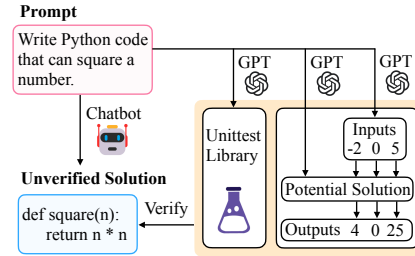 Prompt
Write Python code
that can square a
number.
GPT
GPT
GPT
Chatbot
Unittest
Library
Inputs
-2 0 5
Potential Solution
Outputs 4 0 25
Unverified Solution
def square(n):
return n * n
Verify